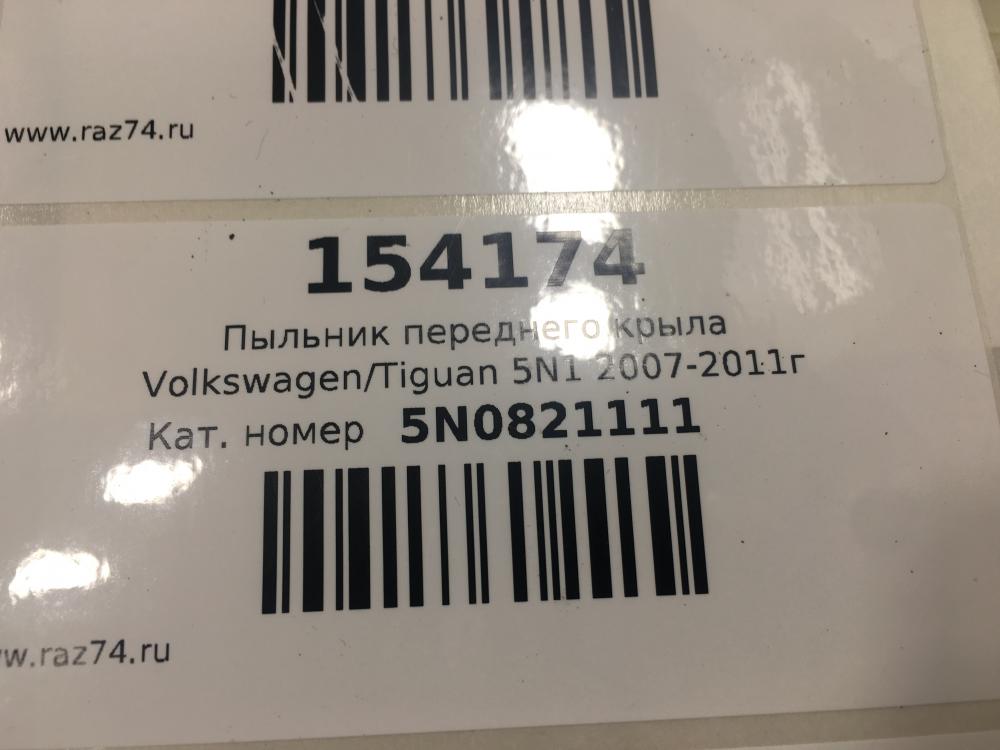 www.raz74.ru
154174
Пыльник переднего крыла
Volkswagen/Tiguan 5N1 2007-2011г
Кат. номер 5N0821111
w.raz74.ru